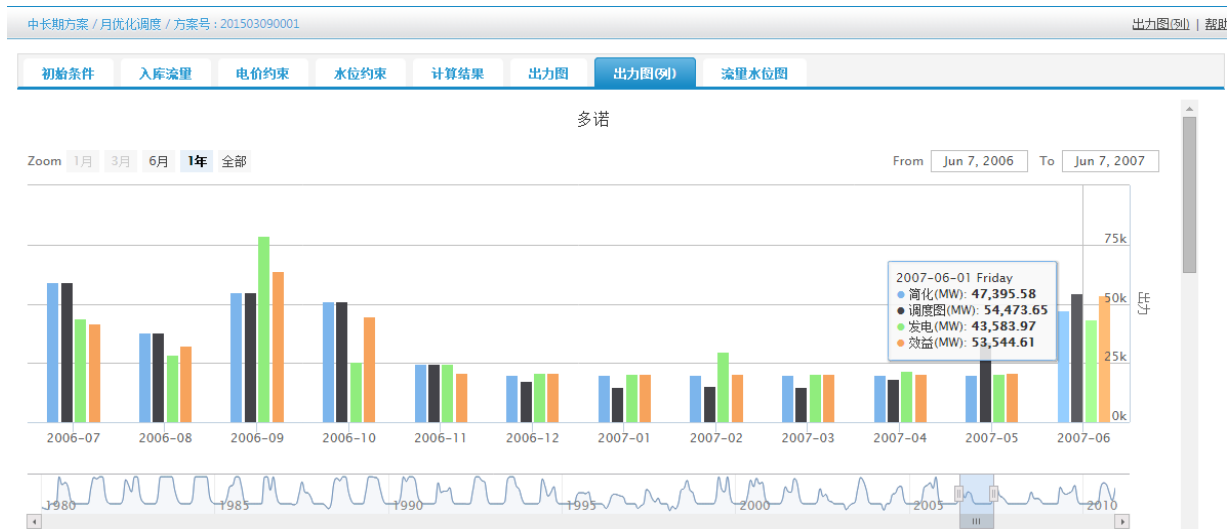 中长期方案 / 月优化调度 / 方案号 : 201503090001
出力图(列) | 帮助
初始条件 入库流量 电价约束 水位约束 计算结果 出力图 出力图(列) 流量水位图
多诺
Zoom 1月 3月 6月 1年 全部 From Jun 7, 2006 To Jun 7, 2007
75k
2007-06-01 Friday
简化(MW): 47,395.58
调度图(MW): 54,473.65
发电(MW): 43,583.97
效益(MW): 53,544.61
50k
出力
25k
0k
2006-07 2006-08 2006-09 2006-10 2006-11 2006-12 2007-01 2007-02 2007-03 2007-04 2007-05 2007-06
1980 1985 1990 1995 2000 2005 2010